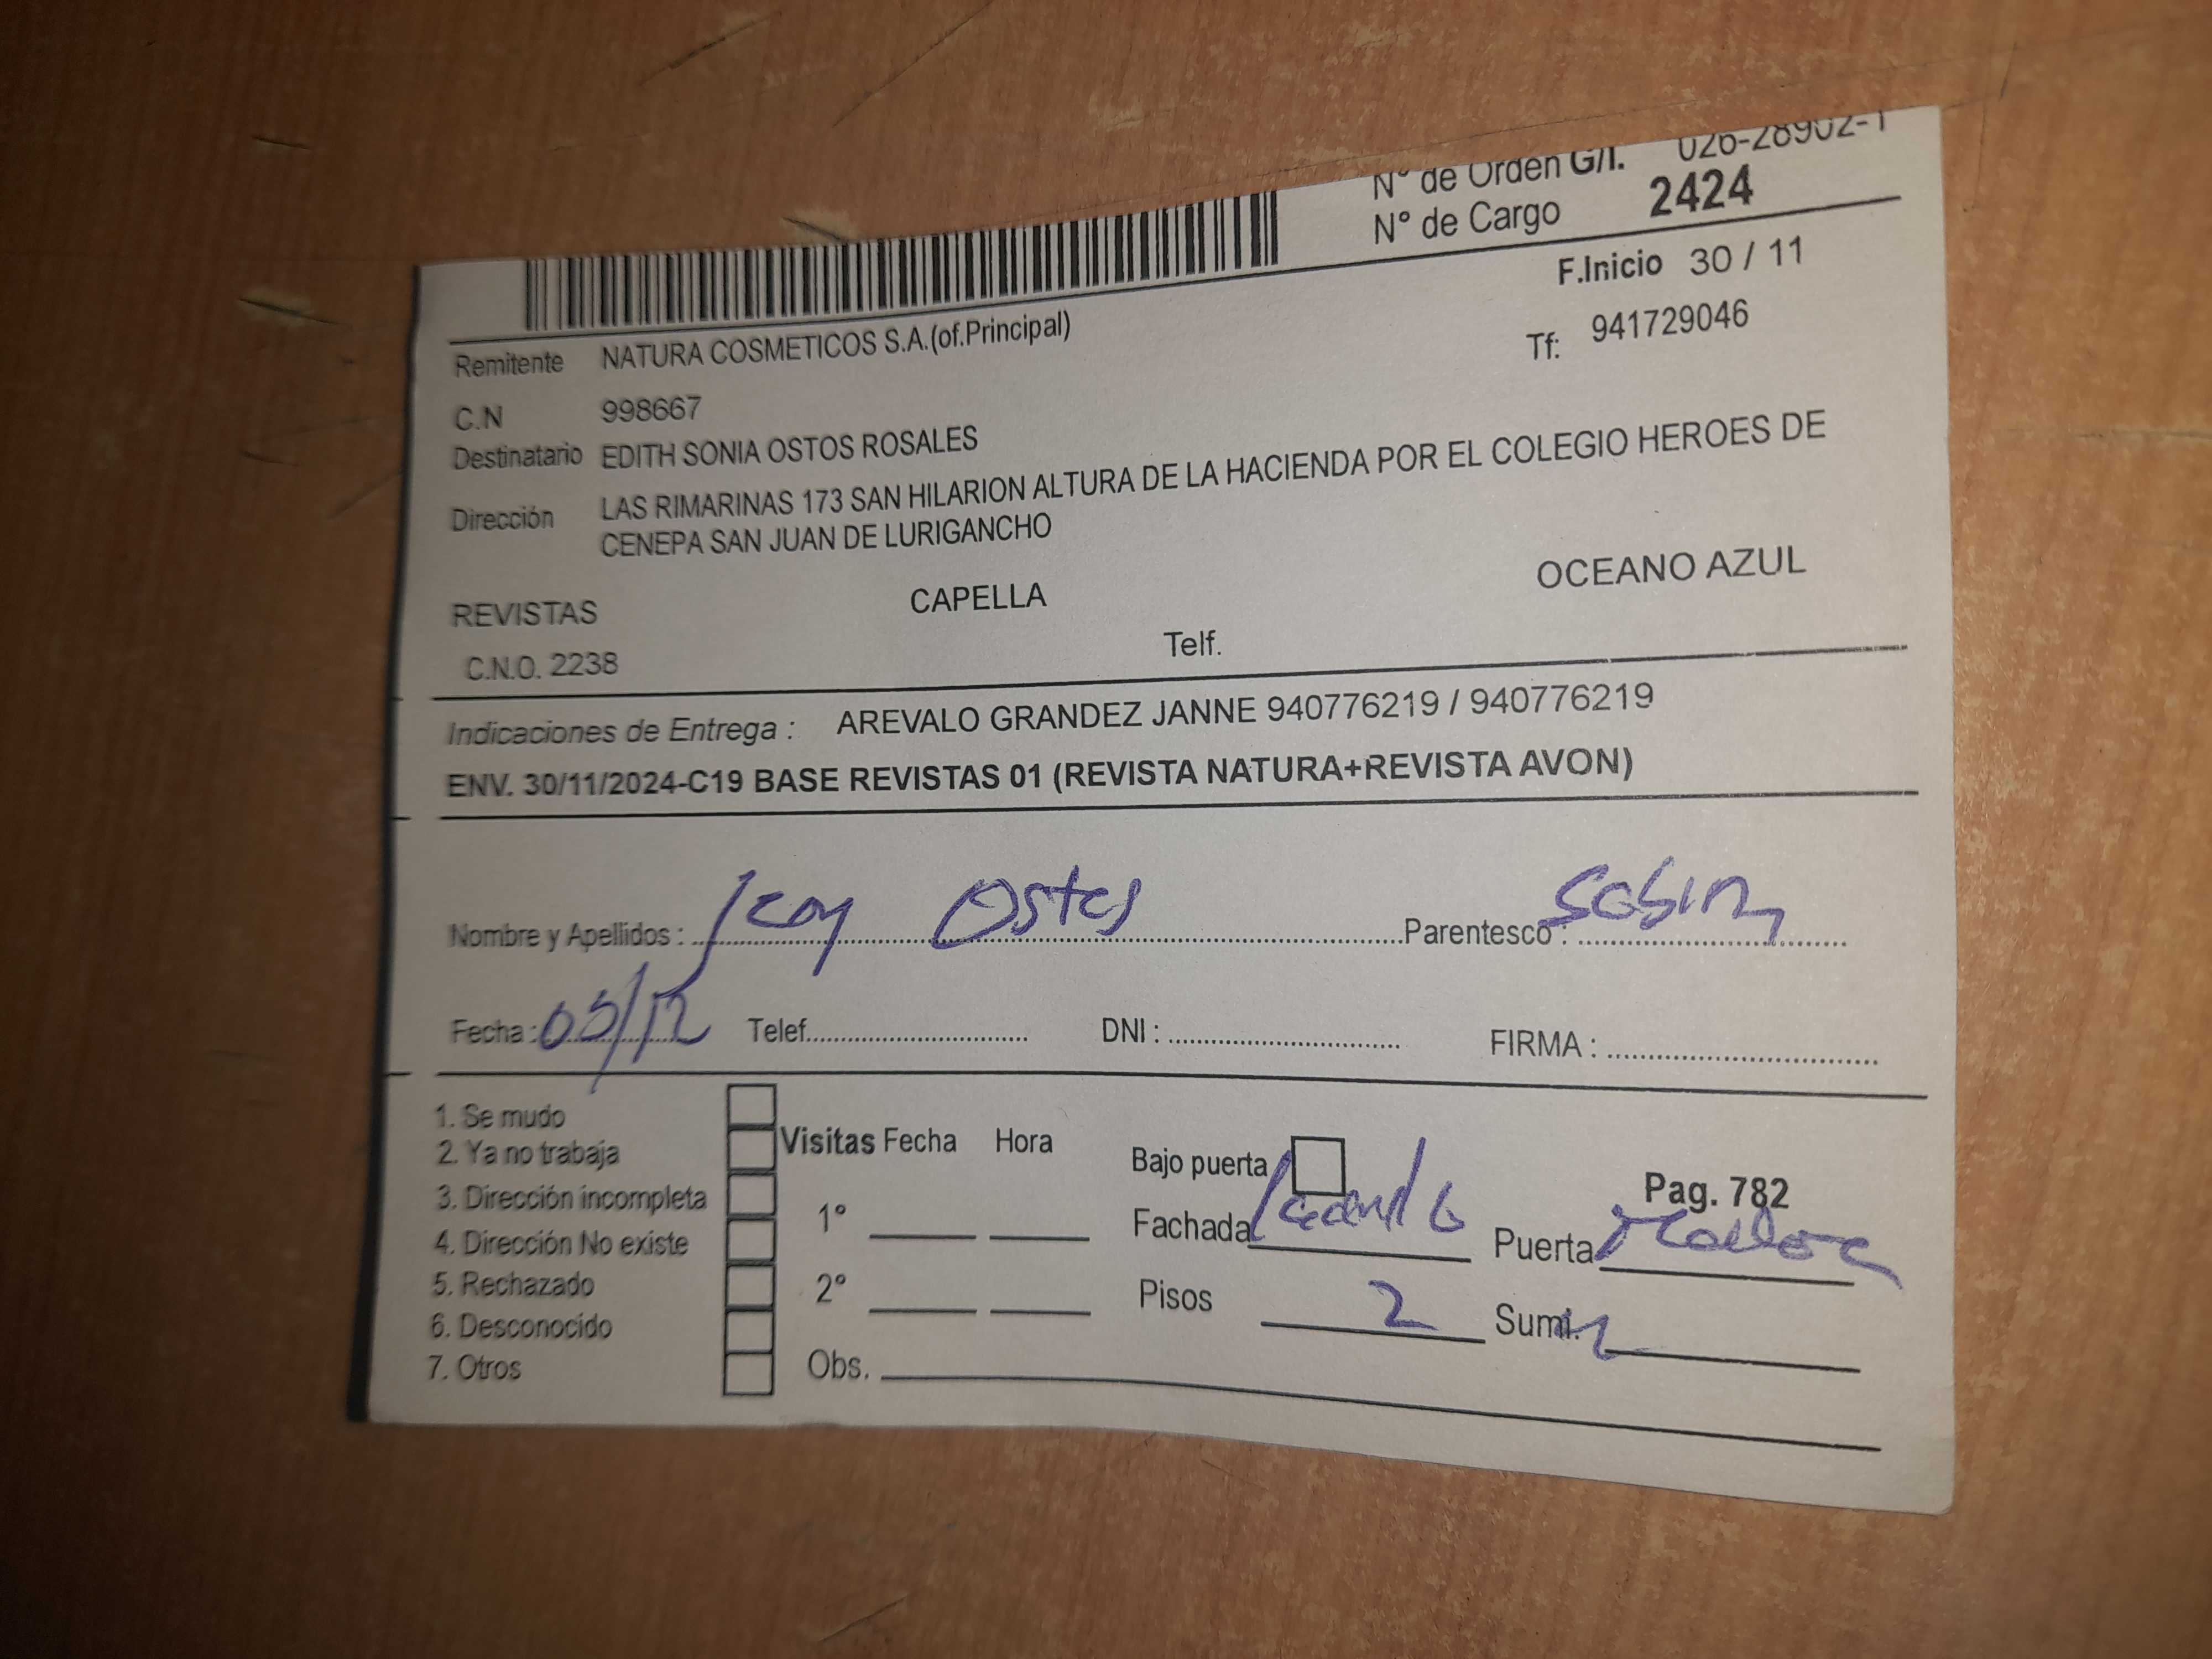 N° de Orden G/I. 026-28902-1
N° de Cargo 2424
F.Inicio 30 / 11
Remitente NATURA COSMETICOS S.A.(of.Principal) Tf: 941729046
C.N 998667
Destinatario EDITH SONIA OSTOS ROSALES
Dirección LAS RIMARINAS 173 SAN HILARION ALTURA DE LA HACIENDA POR EL COLEGIO HEROES DE
CENEPA SAN JUAN DE LURIGANCHO
REVISTAS CAPELLA OCEANO AZUL
C.N.O. 2238 Telf.
Indicaciones de Entrega : AREVALO GRANDEZ JANNE 940776219 / 940776219
ENV. 30/11/2024-C19 BASE REVISTAS 01 (REVISTA NATURA+REVISTA AVON)
Nombre y Apellidos : Ostos Parentesco :
Fecha : 03/12 Telef. DNI : FIRMA :
1. Se mudo
2. Ya no trabaja
3. Dirección incompleta
4. Dirección No existe
5. Rechazado
6. Desconocido
7. Otros
Visitas Fecha Hora
1°
2°
Obs.
Bajo puerta
Fachada
Pisos 2
Pag. 782
Puerta
Sumi.